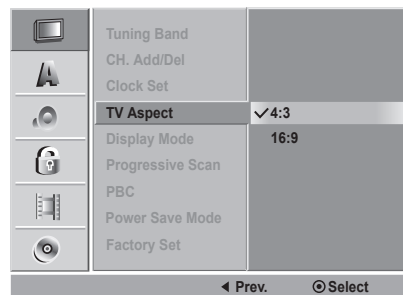 Tuning Band
CH. Add/Del
Clock Set
TV Aspect
✓4:3
Display Mode
16:9
Progressive Scan
PBC
Power Save Mode
Factory Set
◀ Prev. ⊙ Select